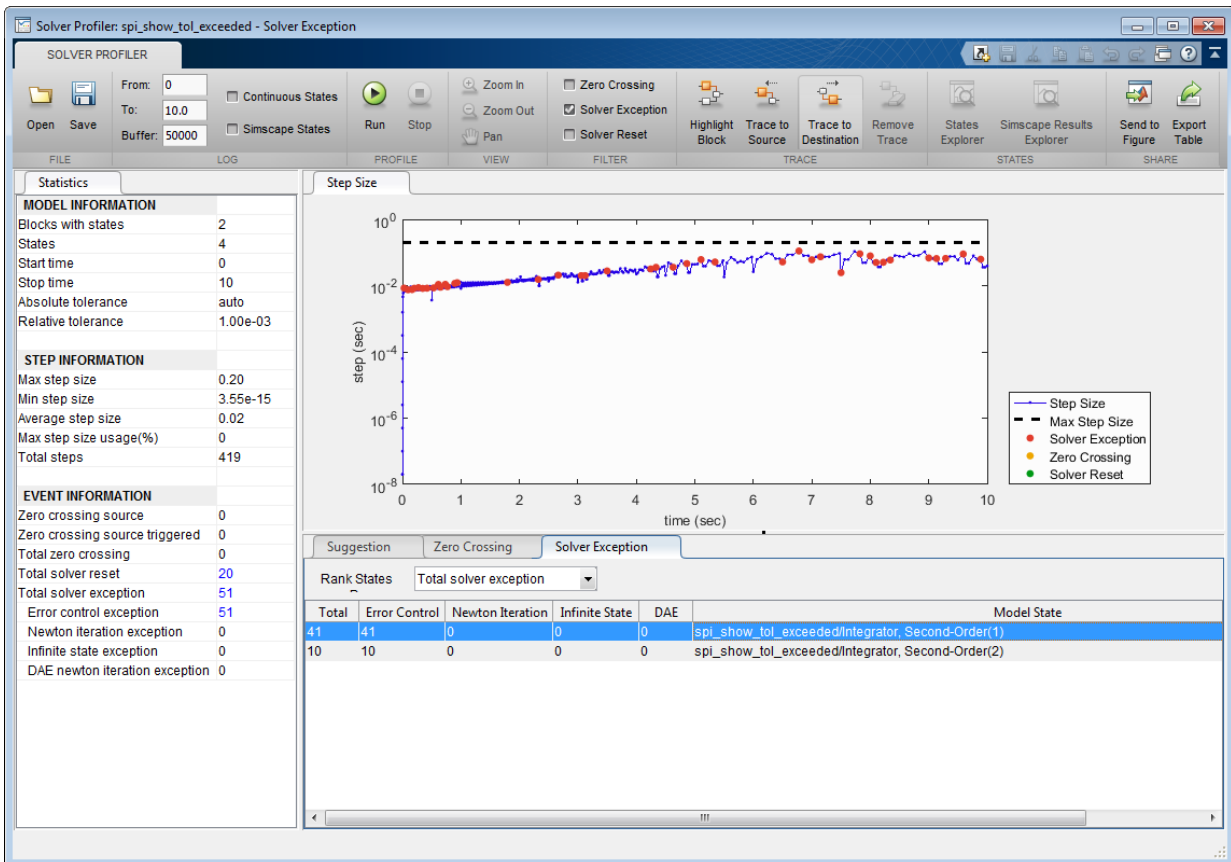 Solver Profiler: spi_show_tol_exceeded - Solver Exception
SOLVER PROFILER
From: 0
To: 10.0
Buffer: 50000
Continuous States
Simscape States
Open Save
Run Stop
Zoom In
Zoom Out
Pan
Zero Crossing
Solver Exception
Solver Reset
Highlight Block
Trace to Source
Trace to Destination
Remove Trace
States Explorer
Simscape Results Explorer
Send to Figure
Export Table
FILE LOG PROFILE VIEW FILTER TRACE STATES SHARE
Statistics
MODEL INFORMATION
Blocks with states 2
States 4
Start time 0
Stop time 10
Absolute tolerance auto
Relative tolerance 1.00e-03
STEP INFORMATION
Max step size 0.20
Min step size 3.55e-15
Average step size 0.02
Max step size usage(%) 0
Total steps 419
EVENT INFORMATION
Zero crossing source 0
Zero crossing source triggered 0
Total zero crossing 0
Total solver reset 20
Total solver exception 51
Error control exception 51
Newton iteration exception 0
Infinite state exception 0
DAE newton iteration exception 0
Step Size
10^0
10^-2
10^-4
10^-6
10^-8
step (sec)
0 1 2 3 4 5 6 7 8 9 10
time (sec)
Step Size
Max Step Size
Solver Exception
Zero Crossing
Solver Reset
Suggestion Zero Crossing Solver Exception
Rank States Total solver exception
Total Error Control Newton Iteration Infinite State DAE Model State
41 41 0 0 0 spi_show_tol_exceeded/Integrator, Second-Order(1)
10 10 0 0 0 spi_show_tol_exceeded/Integrator, Second-Order(2)